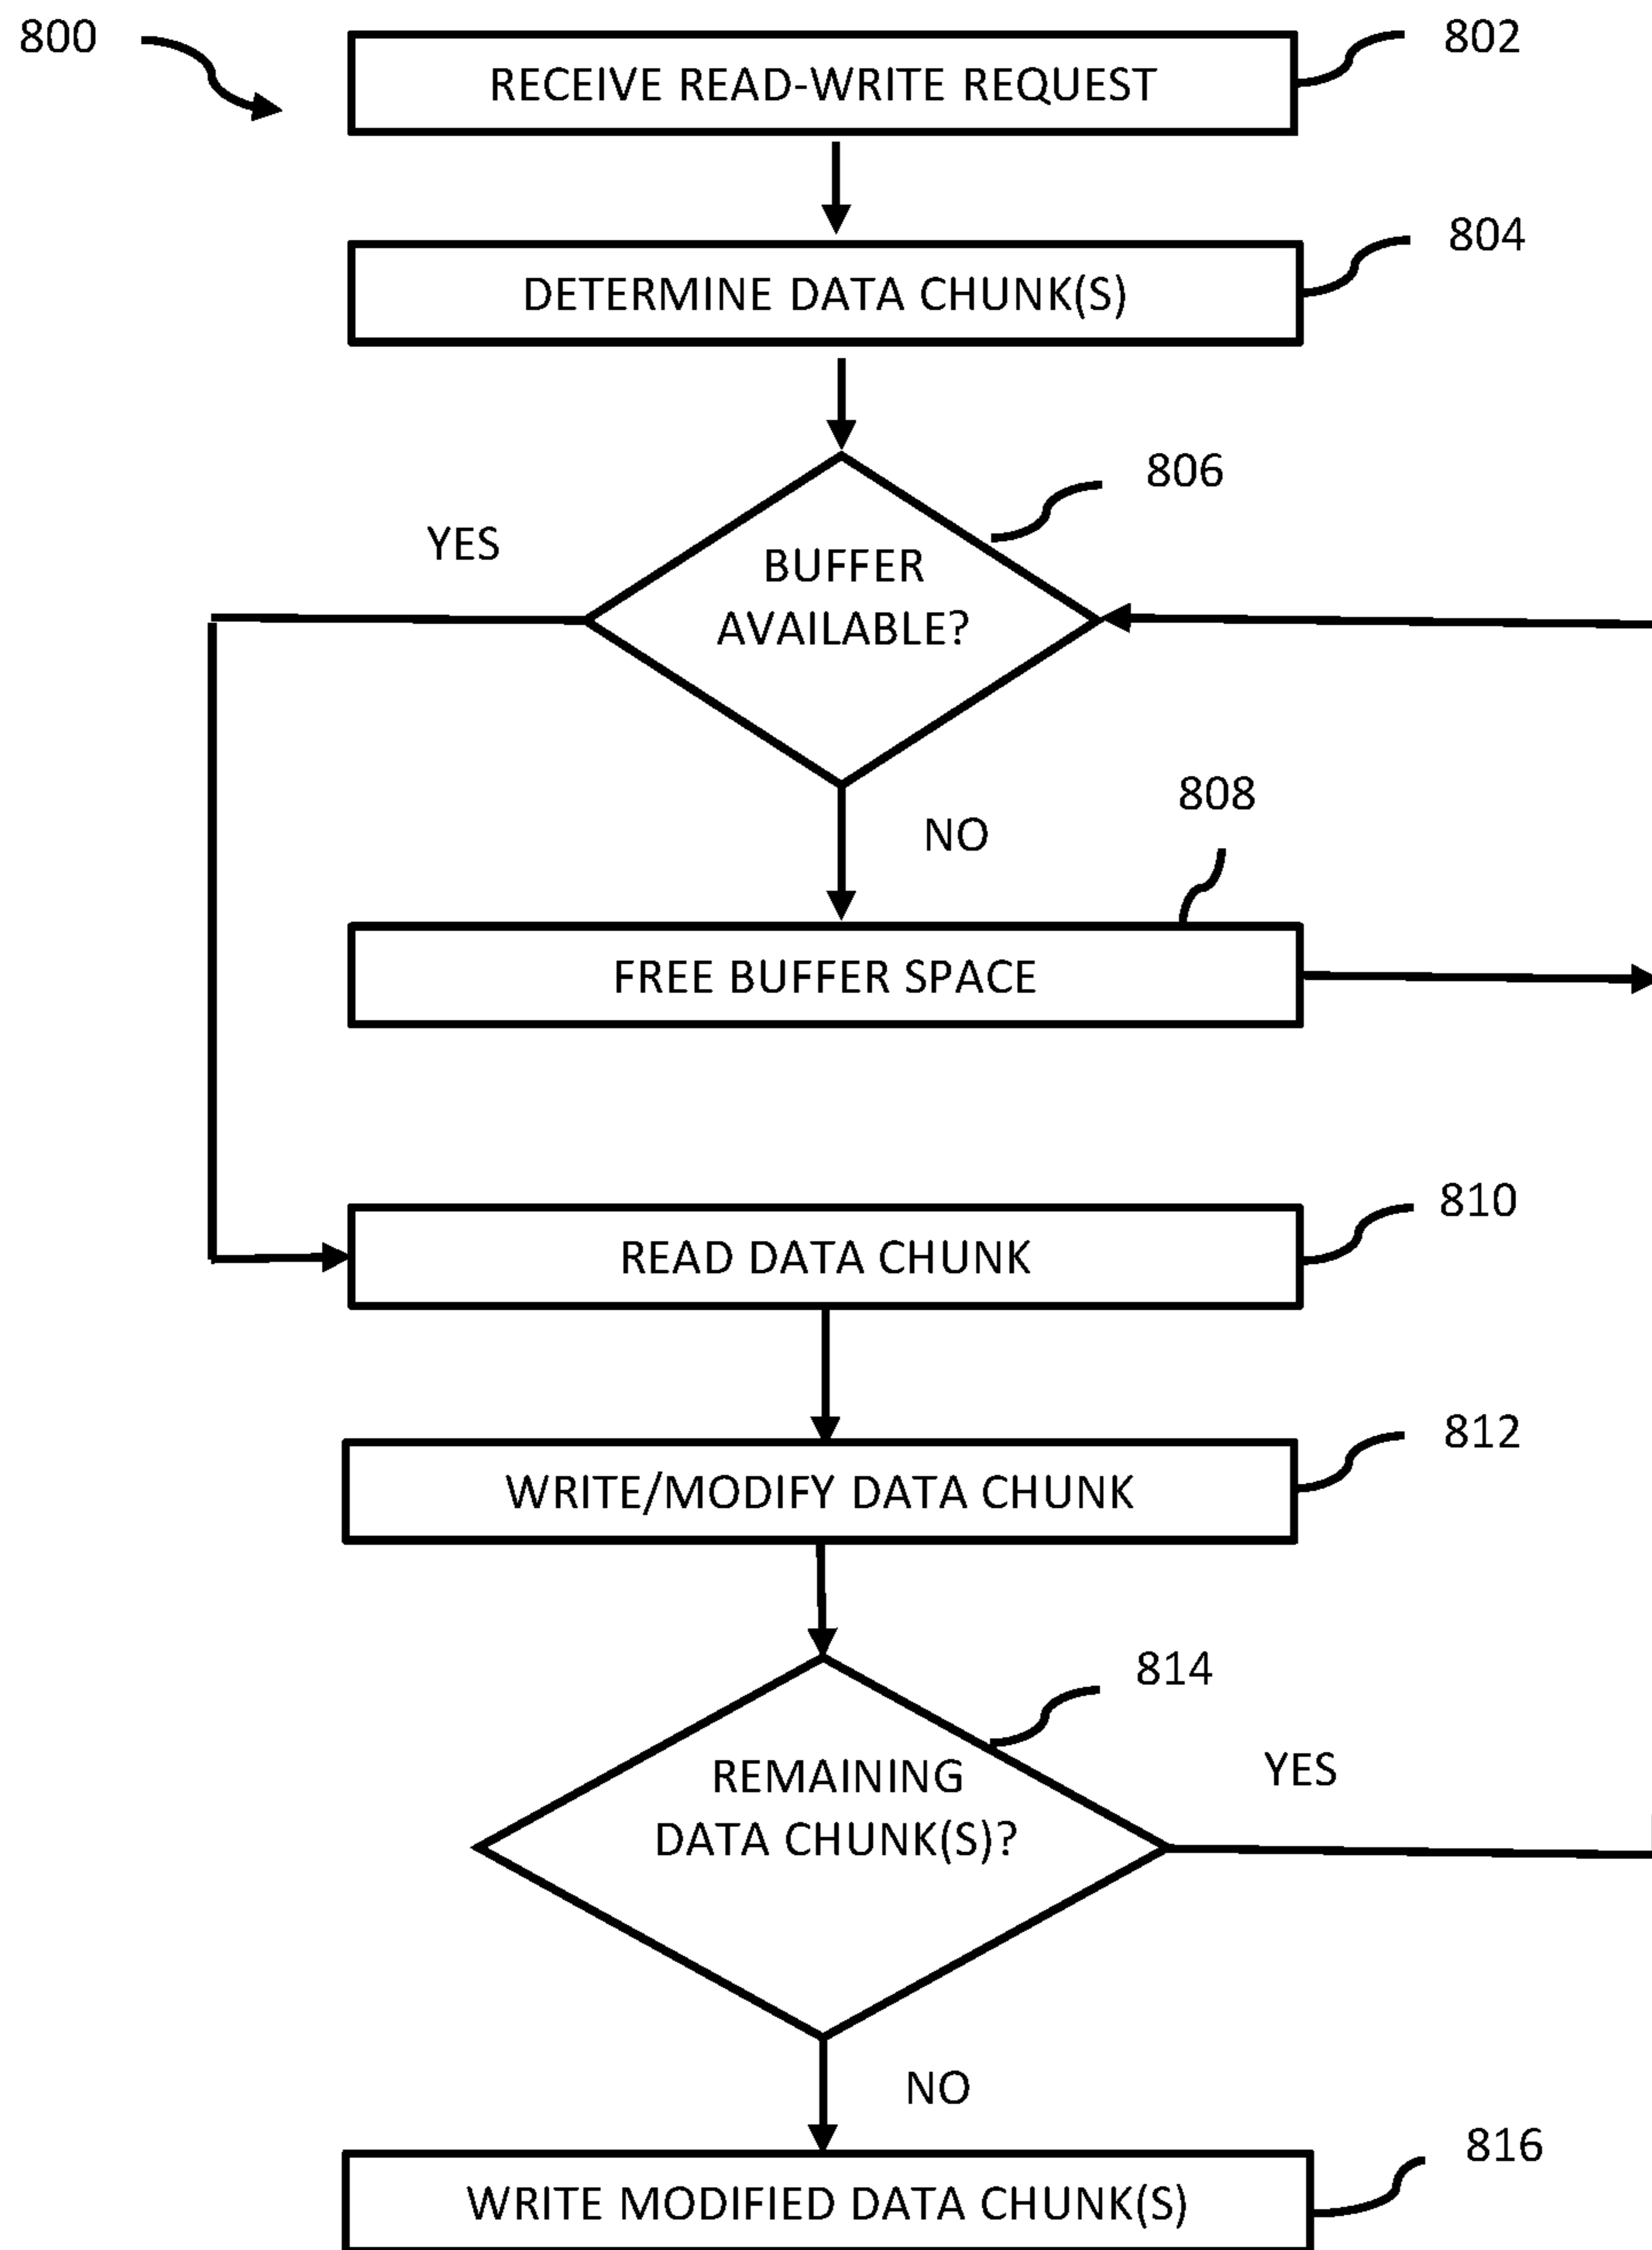 800
802
RECEIVE READ-WRITE REQUEST
804
DETERMINE DATA CHUNK(S)
806
YES
BUFFER
AVAILABLE?
808
NO
FREE BUFFER SPACE
810
READ DATA CHUNK
812
WRITE/MODIFY DATA CHUNK
814
REMAINING
YES
DATA CHUNK(S)?
NO
816
WRITE MODIFIED DATA CHUNK(S)